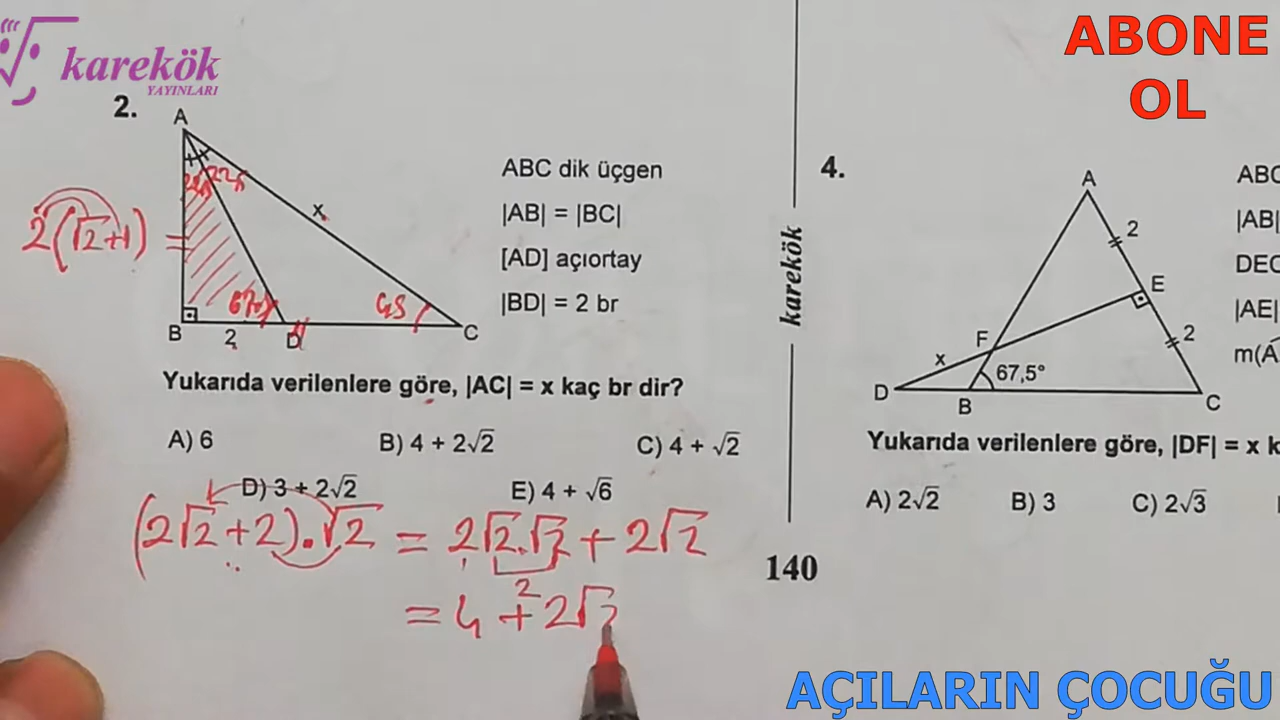 karekök
YAYINLARI
ABONE
OL
2.
A
22,5
x
2(√2+1)
67,5
45
B
2
D
C
ABC dik üçgen
|AB| = |BC|
[AD] açıortay
|BD| = 2 br
Yukarıda verilenlere göre, |AC| = x kaç br dir?
A) 6
B) 4 + 2√2
C) 4 + √2
D) 3 + 2√2
E) 4 + √6
(2√2 + 2).√2 = 2√2.√2 + 2√2
2
= 4 + 2√2
karekök
140
4.
A
2
E
2
F
x
67,5°
D
B
C
ABC
|AB|
DEC
|AE|
m(A
Yukarıda verilenlere göre, |DF| = x k
A) 2√2
B) 3
C) 2√3
AÇILARIN ÇOCUĞU